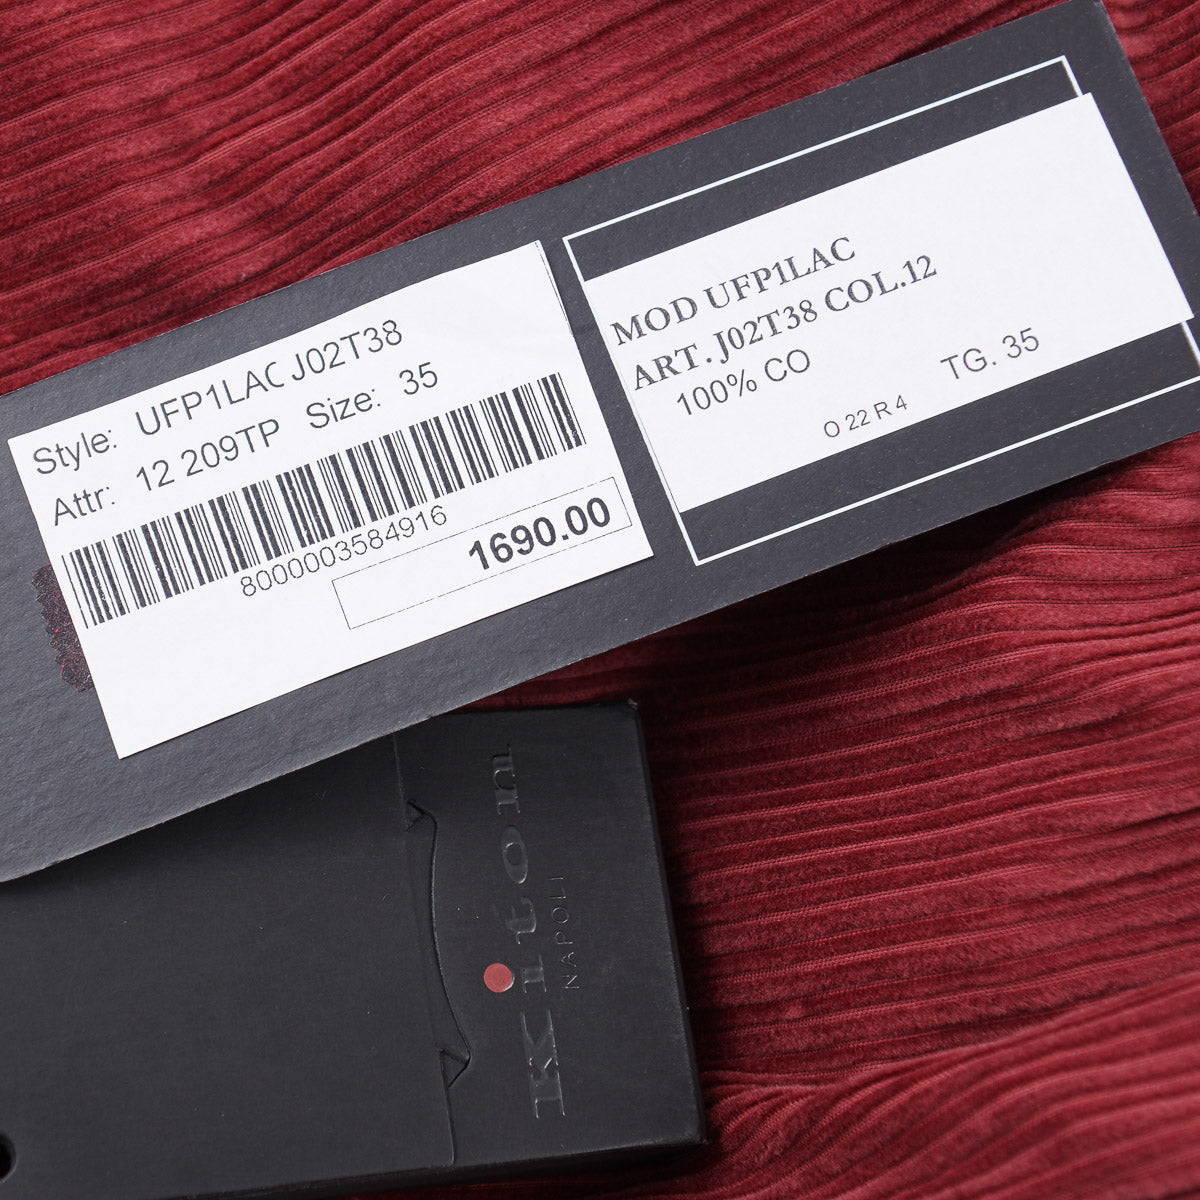 Style: UFP1LAC J02T38
Attr: 12 209TP Size: 35
8000003584916
1690.00
MOD UFP1LAC
ART. J02T38 COL.12
100% CO
TG. 35
O 22 R 4
Kiton
NAPOLI